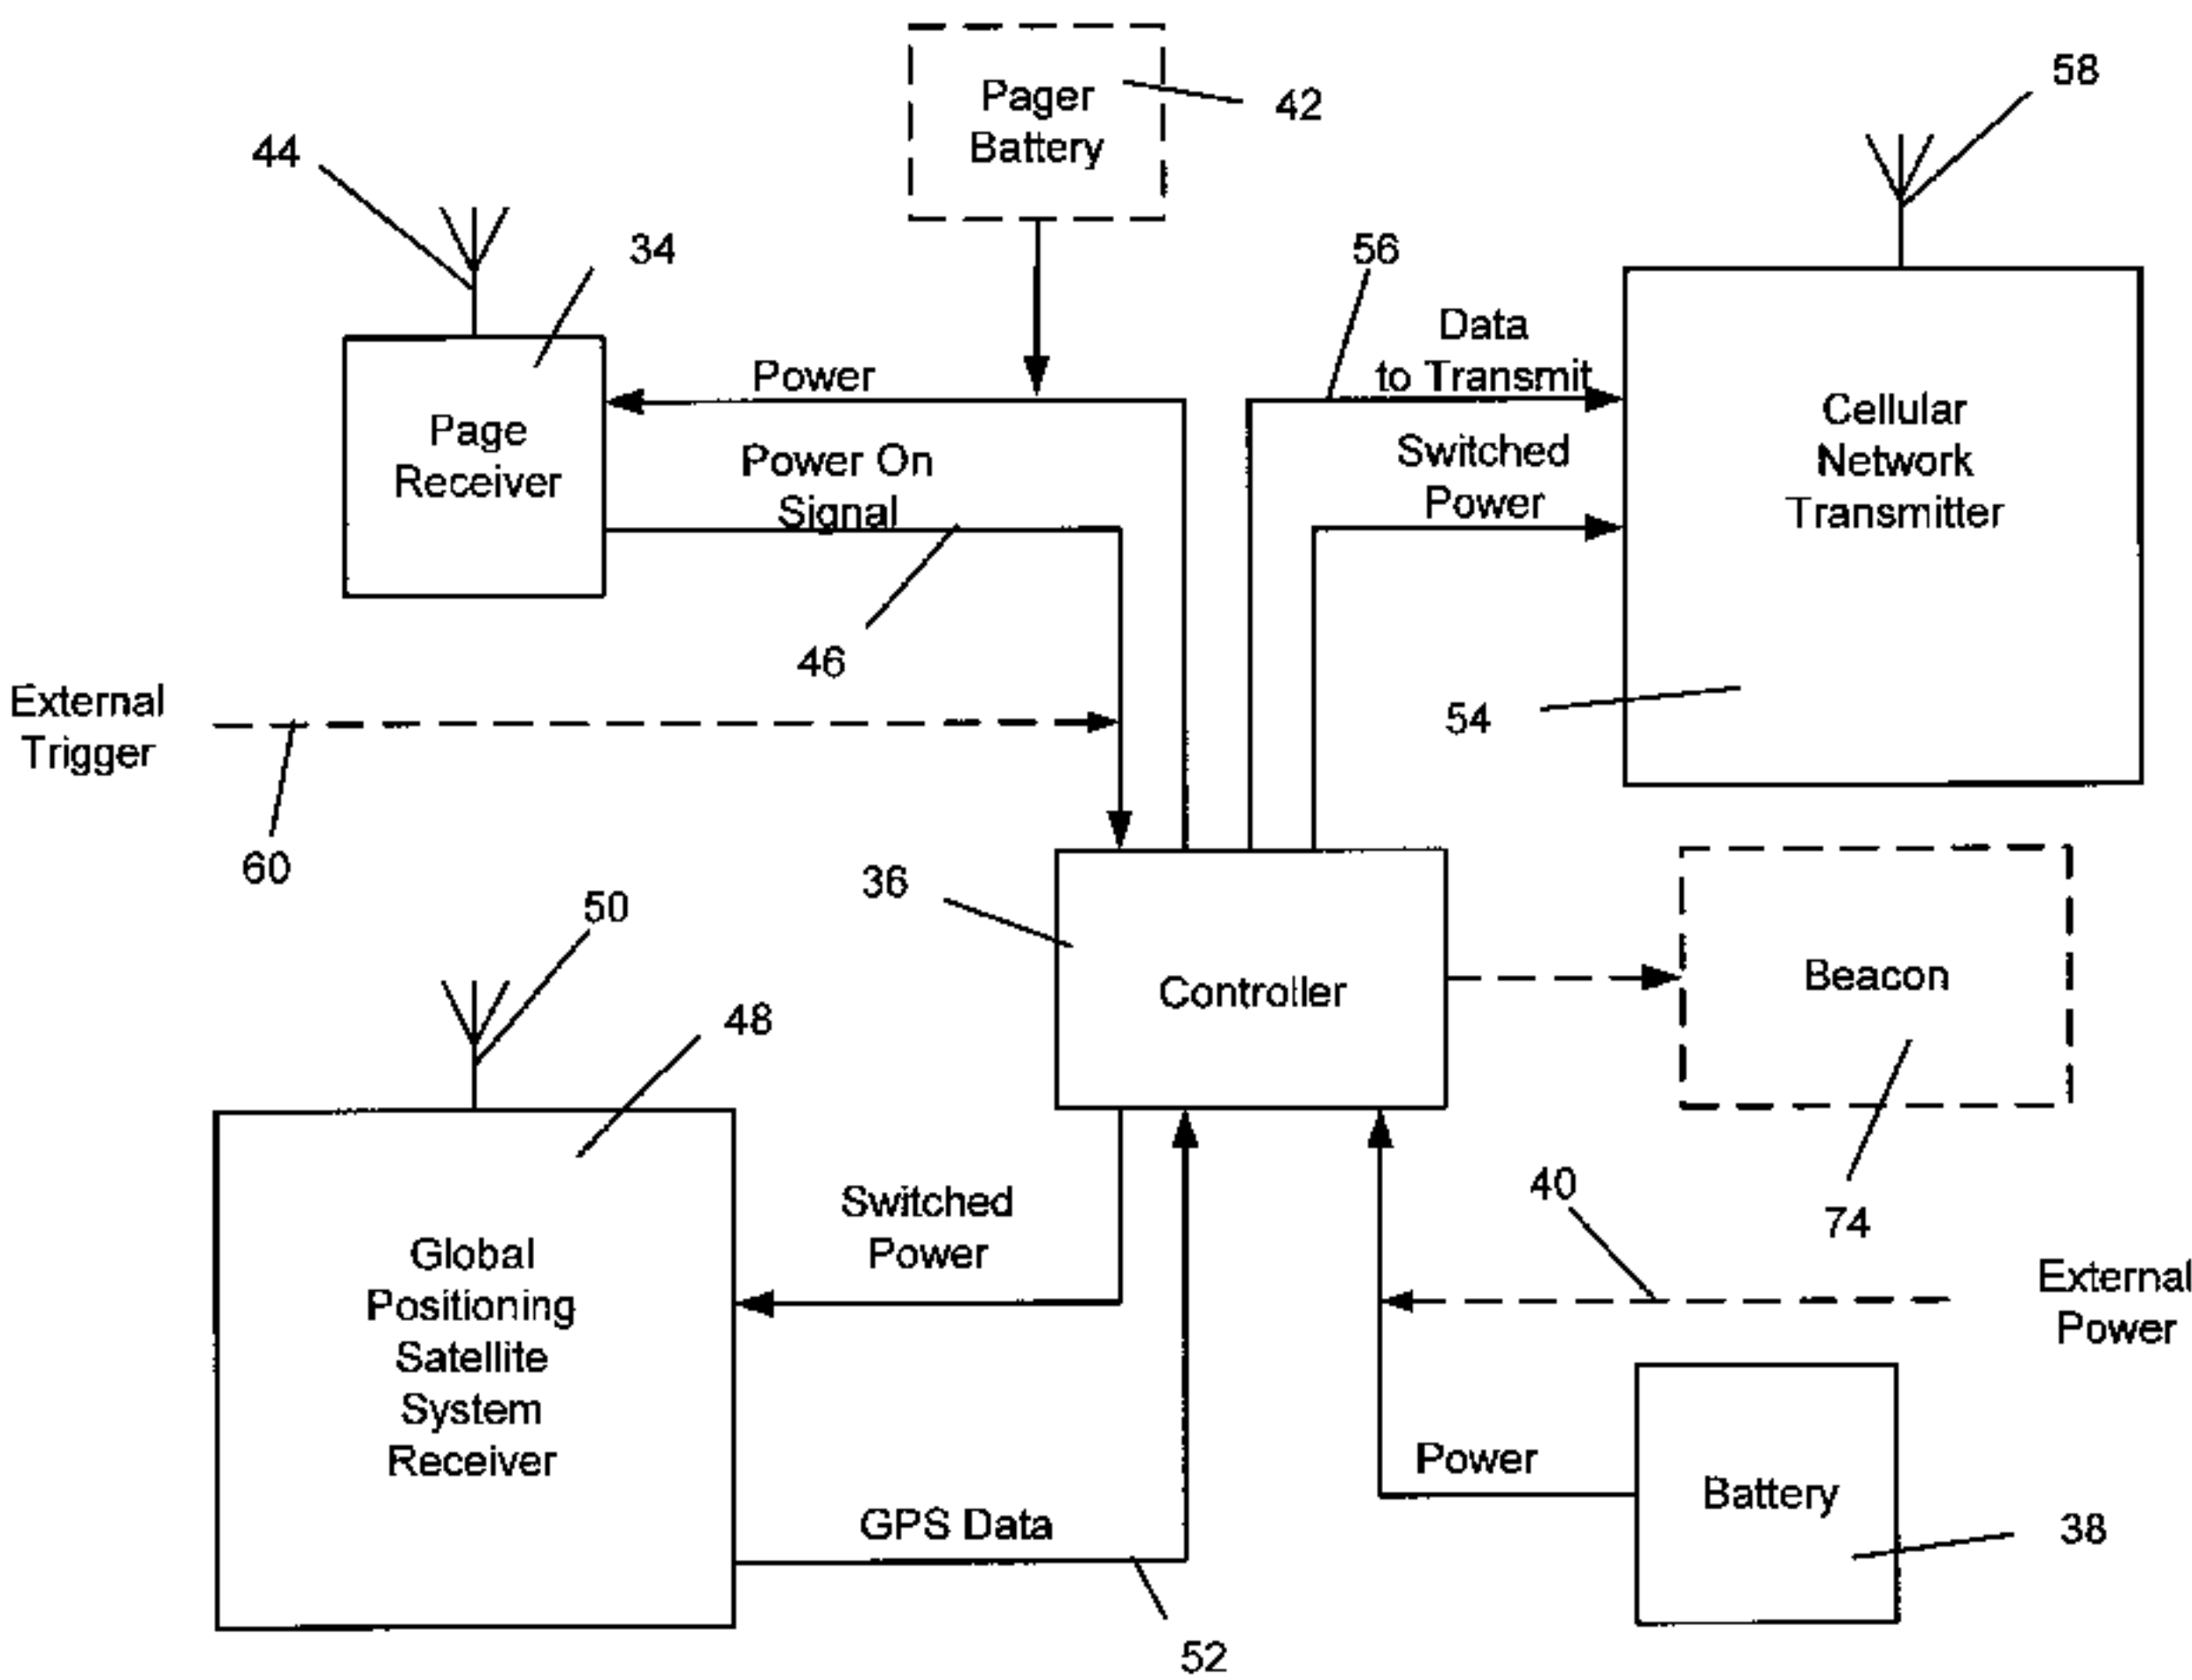 Pager
Battery
42
58
44
34
56
Data
to Transmit
Power
Page
Receiver
Power On
Signal
Switched
Power
Cellular
Network
Transmitter
46
External
Trigger
54
60
36
50
Controller
Beacon
48
40
74
Switched
Power
Global
Positioning
Satellite
System
Receiver
External
Power
Power
Battery
GPS Data
38
52